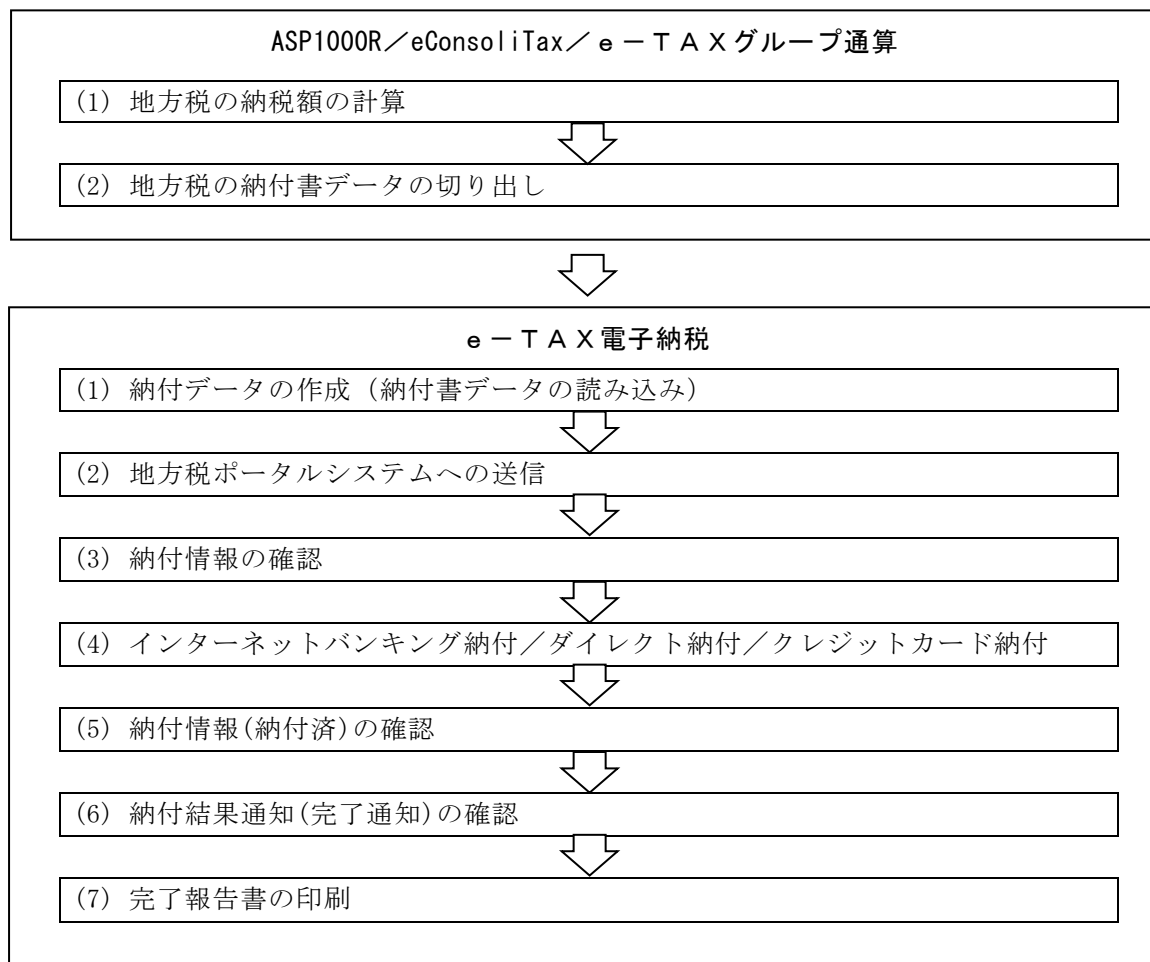 ASP1000R／eConsoliTax／ｅ－ＴＡＸグループ通算
(1) 地方税の納税額の計算
(2) 地方税の納付書データの切り出し
ｅ－ＴＡＸ電子納税
(1) 納付データの作成（納付書データの読み込み）
(2) 地方税ポータルシステムへの送信
(3) 納付情報の確認
(4) インターネットバンキング納付／ダイレクト納付／クレジットカード納付
(5) 納付情報(納付済)の確認
(6) 納付結果通知(完了通知)の確認
(7) 完了報告書の印刷